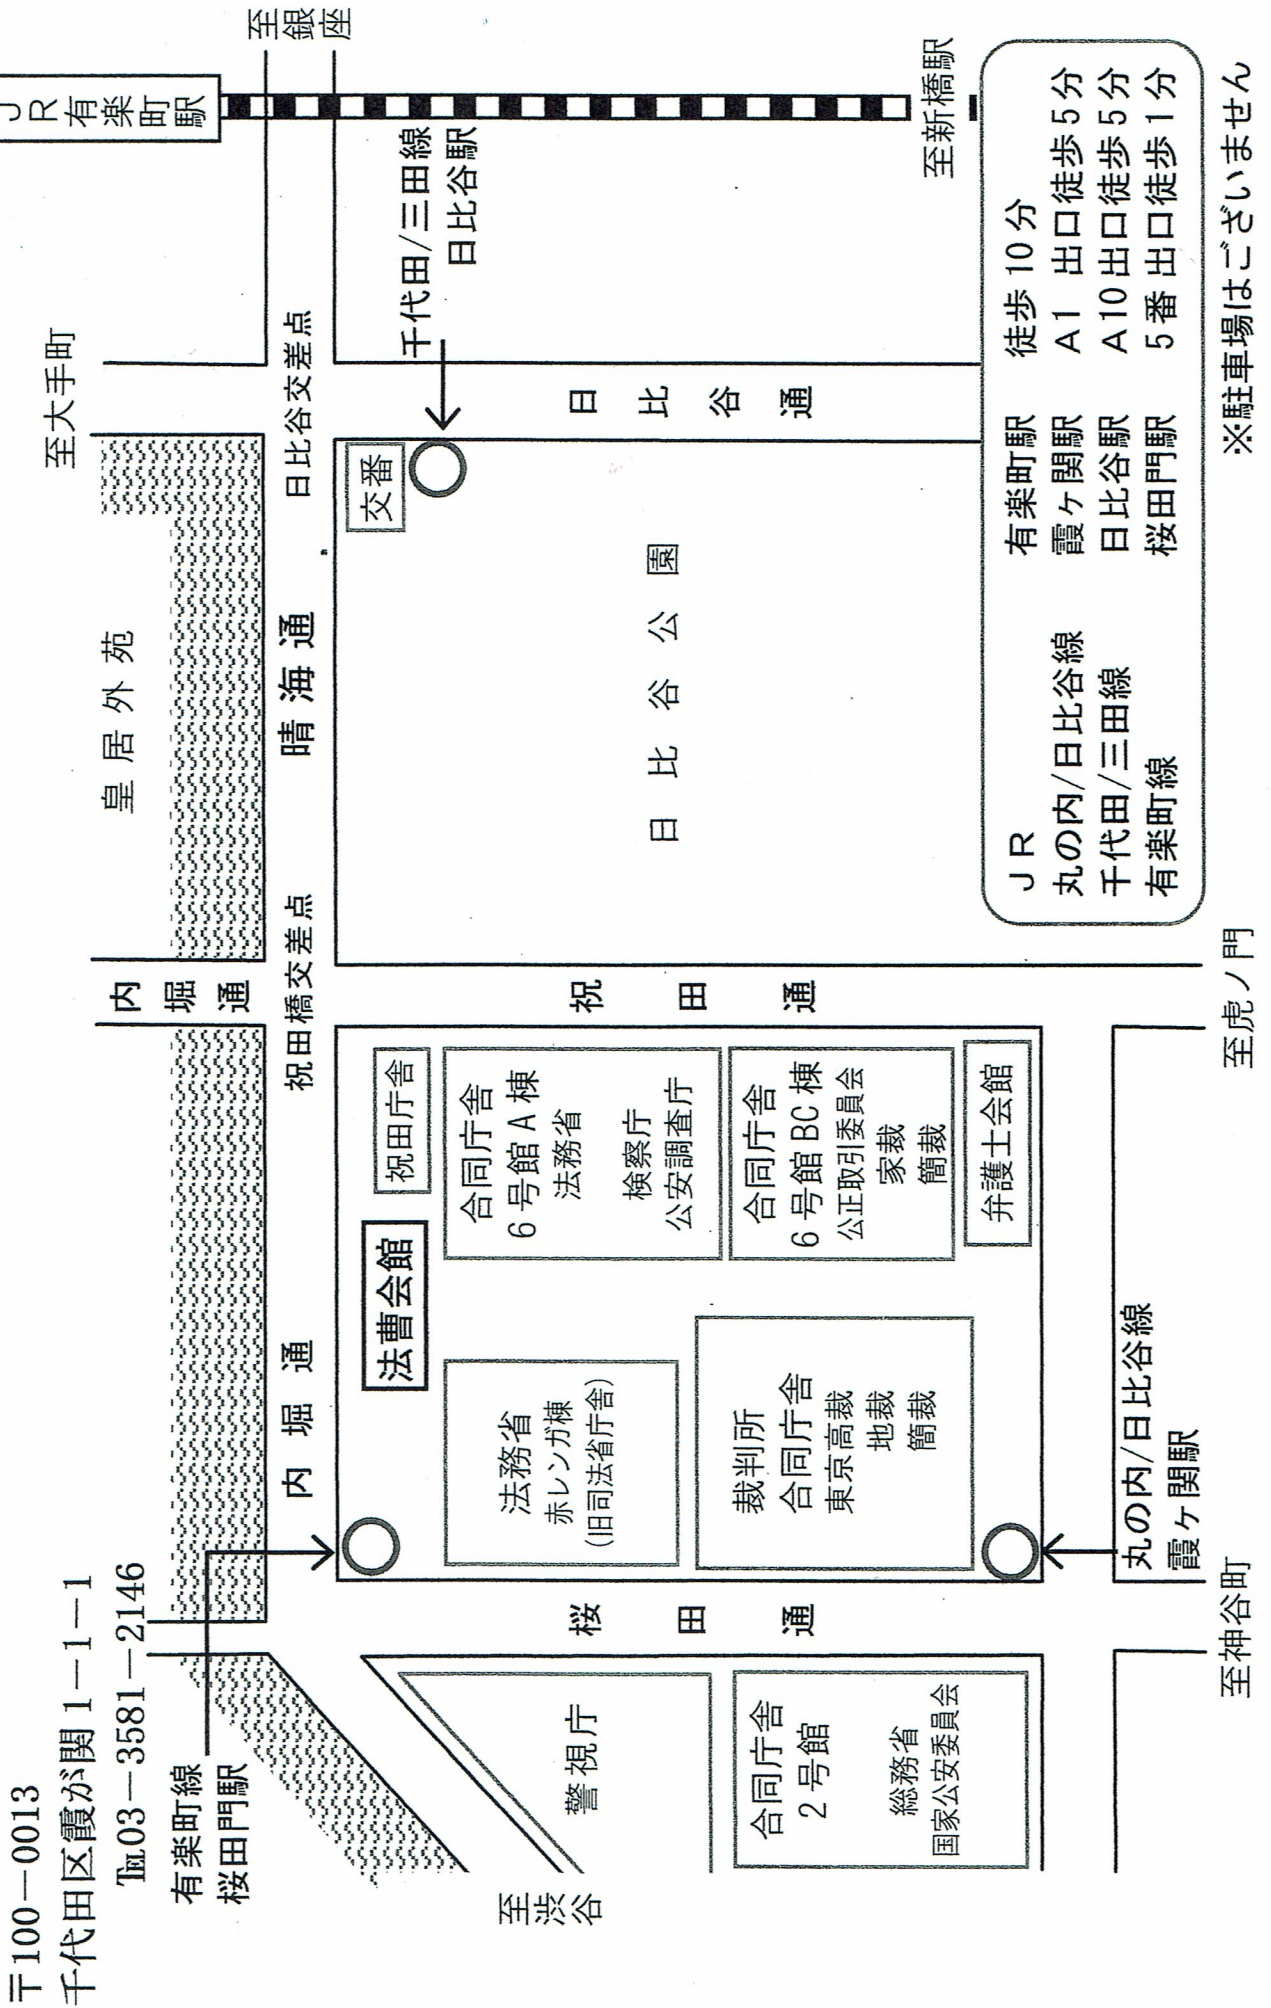 〒100－0013
千代田区霞が関1－1－1
℡03－3581－2146
有楽町線
桜田門駅
至渋谷
内堀通
皇居外苑
至大手町
JR有楽町駅
至銀座
内堀通
祝田橋交差点
晴海通
日比谷交差点
千代田/三田線
日比谷駅
交番
法曹会館
祝田庁舎
法務省
赤レンガ棟
(旧司法省庁舎)
合同庁舎
6号館A棟
法務省
検察庁
公安調査庁
警視庁
桜田通
祝田通
日比谷公園
日比谷通
裁判所
合同庁舎
東京高裁
地裁
簡裁
合同庁舎
6号館BC棟
公正取引委員会
家裁
簡裁
弁護士会館
合同庁舎
2号館
総務省
国家公安委員会
丸の内/日比谷線
霞ヶ関駅
至神谷町
至虎ノ門
至新橋駅
JR 有楽町駅 徒歩10分
丸の内/日比谷線 霞ヶ関駅 A1 出口徒歩5分
千代田/三田線 日比谷駅 A10出口徒歩5分
有楽町線 桜田門駅 5番出口徒歩1分
※駐車場はございません